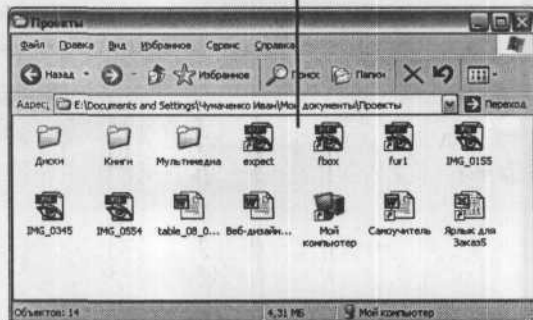 Проекты
Файл Правка Вид Избранное Сервис Справка
Назад Избранное Поиск Папки
Адрес: E:\Documents and Settings\Чумаченко Иван\Мои документы\Проекты Переход
Диски Книги Мультимедиа expect fbox fur1 IMG_0155
IMG_0345 IMG_0554 table_08_0... Веб-дизайн... Мой компьютер Самоучитель Ярлык для Заказ5
Объектов: 14 4,31 МБ Мой компьютер